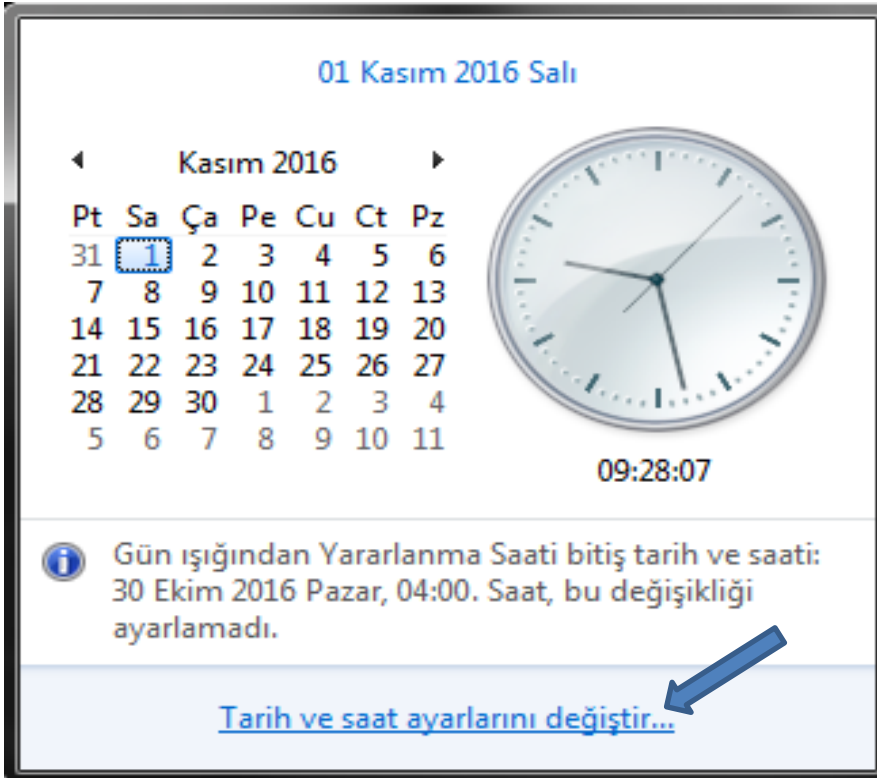 01 Kasım 2016 Salı
Kasım 2016
Pt Sa Ça Pe Cu Ct Pz
31 1 2 3 4 5 6
7 8 9 10 11 12 13
14 15 16 17 18 19 20
21 22 23 24 25 26 27
28 29 30 1 2 3 4
5 6 7 8 9 10 11
09:28:07
Gün ışığından Yararlanma Saati bitiş tarih ve saati:
30 Ekim 2016 Pazar, 04:00. Saat, bu değişikliği
ayarlamadı.
Tarih ve saat ayarlarını değiştir...